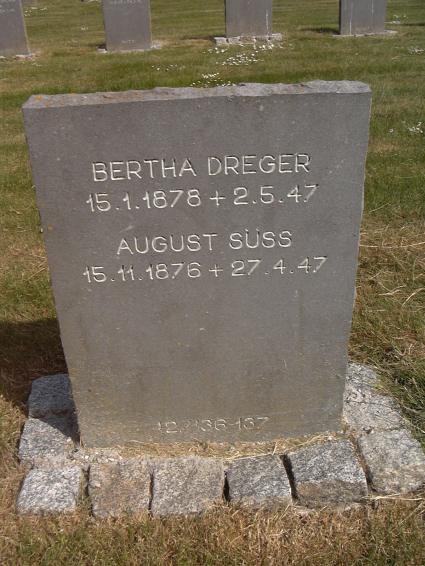 BERTHA DREGER
15.1.1878 + 2.5.47
AUGUST SÜSS
15.11.1876 + 27.4.47
12/136-137